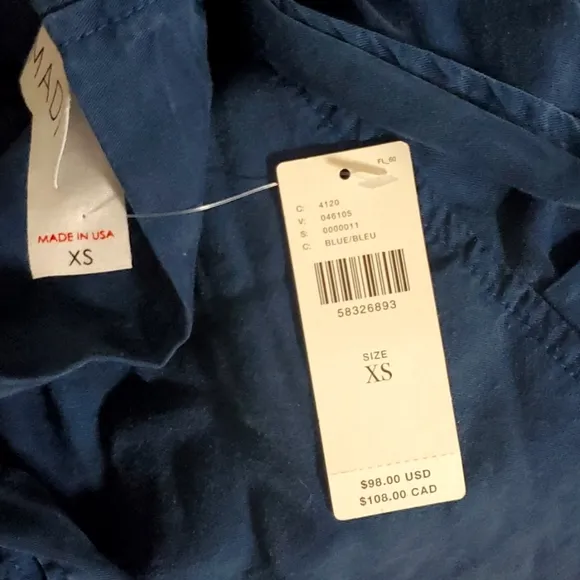 MADE IN USA
XS
FL_60
C: 4120
V: 046105
S: 0000011
C: BLUE/BLEU
58326893
SIZE
XS
$98.00 USD
$108.00 CAD